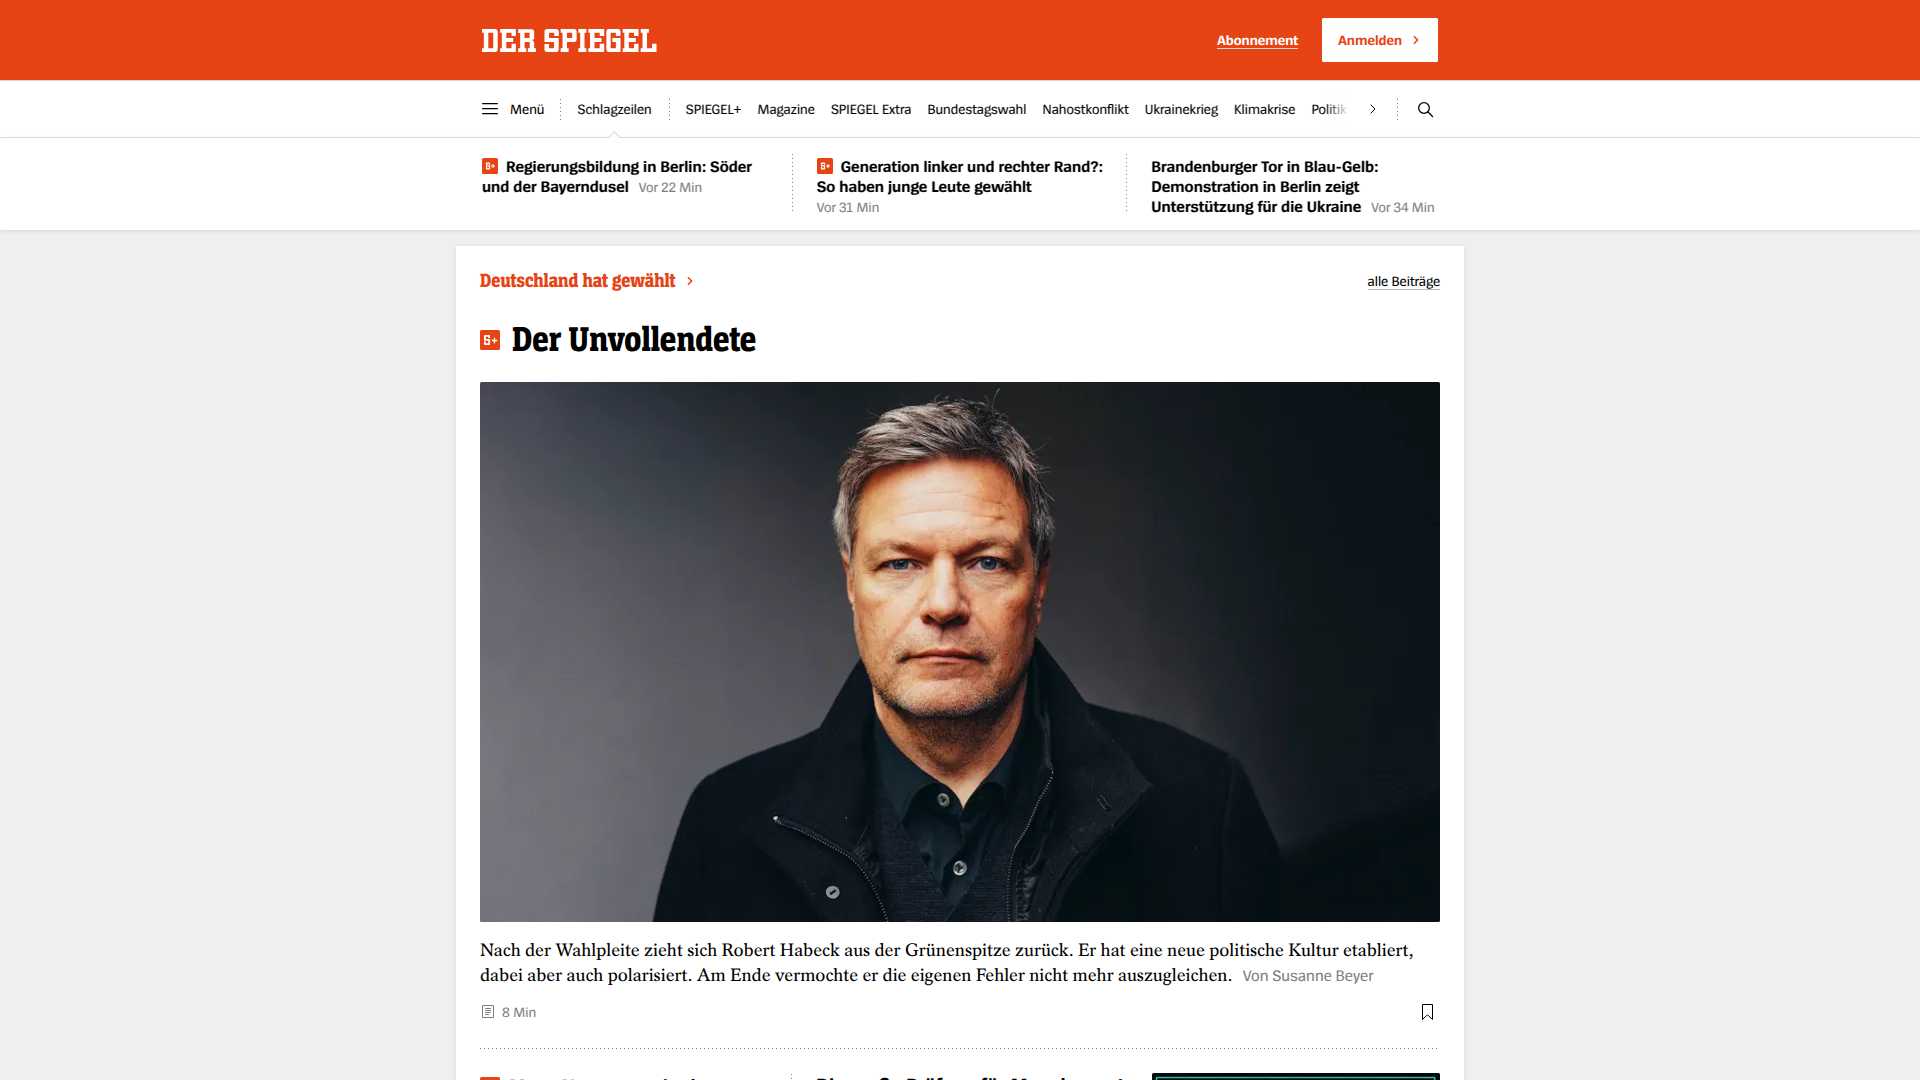 DER SPIEGEL
Abonnement
Anmelden
Menü
Schlagzeilen
SPIEGEL+
Magazine
SPIEGEL Extra
Bundestagswahl
Nahostkonflikt
Ukrainekrieg
Klimakrise
Politik
S+ Regierungsbildung in Berlin: Söder
und der Bayerndusel Vor 22 Min
S+ Generation linker und rechter Rand?:
So haben junge Leute gewählt
Vor 31 Min
Brandenburger Tor in Blau-Gelb:
Demonstration in Berlin zeigt
Unterstützung für die Ukraine Vor 34 Min
Deutschland hat gewählt
alle Beiträge
S+ Der Unvollendete
Nach der Wahlpleite zieht sich Robert Habeck aus der Grünenspitze zurück. Er hat eine neue politische Kultur etabliert,
dabei aber auch polarisiert. Am Ende vermochte er die eigenen Fehler nicht mehr auszugleichen. Von Susanne Beyer
8 Min